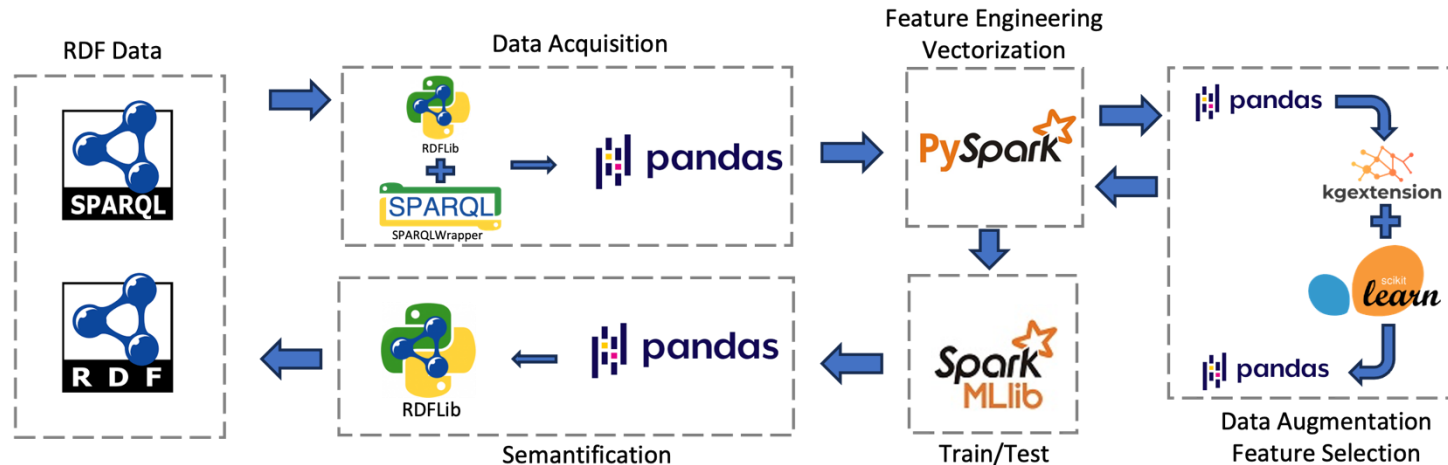 RDF Data
SPARQL
RDF
Data Acquisition
RDFLib
SPARQL
SPARQLWrapper
pandas
Feature Engineering
Vectorization
PySpark
pandas
kgextension
scikit
learn
pandas
Data Augmentation
Feature Selection
Spark
MLlib
Train/Test
pandas
RDFLib
Semantification